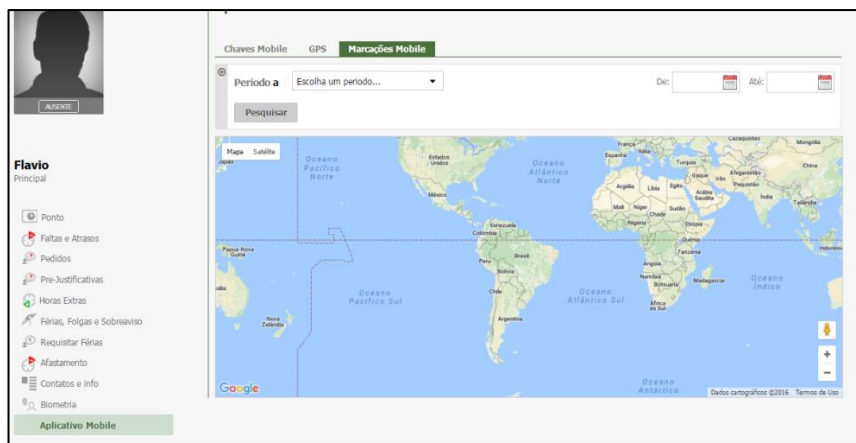 AUSENTE
Flavio
Principal
Ponto
Faltas e Atrasos
Pedidos
Pre-Justificativas
Horas Extras
Férias, Folgas e Sobreaviso
Requisitar Férias
Afastamento
Contatos e info
Biometria
Aplicativo Mobile
Chaves Mobile GPS Marcações Mobile
Periodo a Escolha um periodo... De: Até:
Pesquisar
Mapa Satélite
Oceano Pacífico Norte
Estados Unidos
México
Oceano Atlântico Norte
Venezuela
Colômbia
Peru
Brasil
Bolívia
Chile
Argentina
Oceano Pacífico Sul
Oceano Atlântico Sul
Papua-Nova Guiné
Nova Zelândia
França
Espanha
Itália
Turquia
Cazaquistão
Mongólia
China
Iraque
Irão
Afeganistão
Paquistão
Índia
Tailândia
Argélia
Líbia
Egito
Arábia Saudita
Mali
Níger
Chade
Sudão
Nigéria
Etiópia
Quênia
Tanzânia
Angola
Namíbia
Botsuana
Madagascar
África do Sul
Oceano Índico
Oceano Antártico
Google
Dados cartográficos ©2016 Termos de Uso